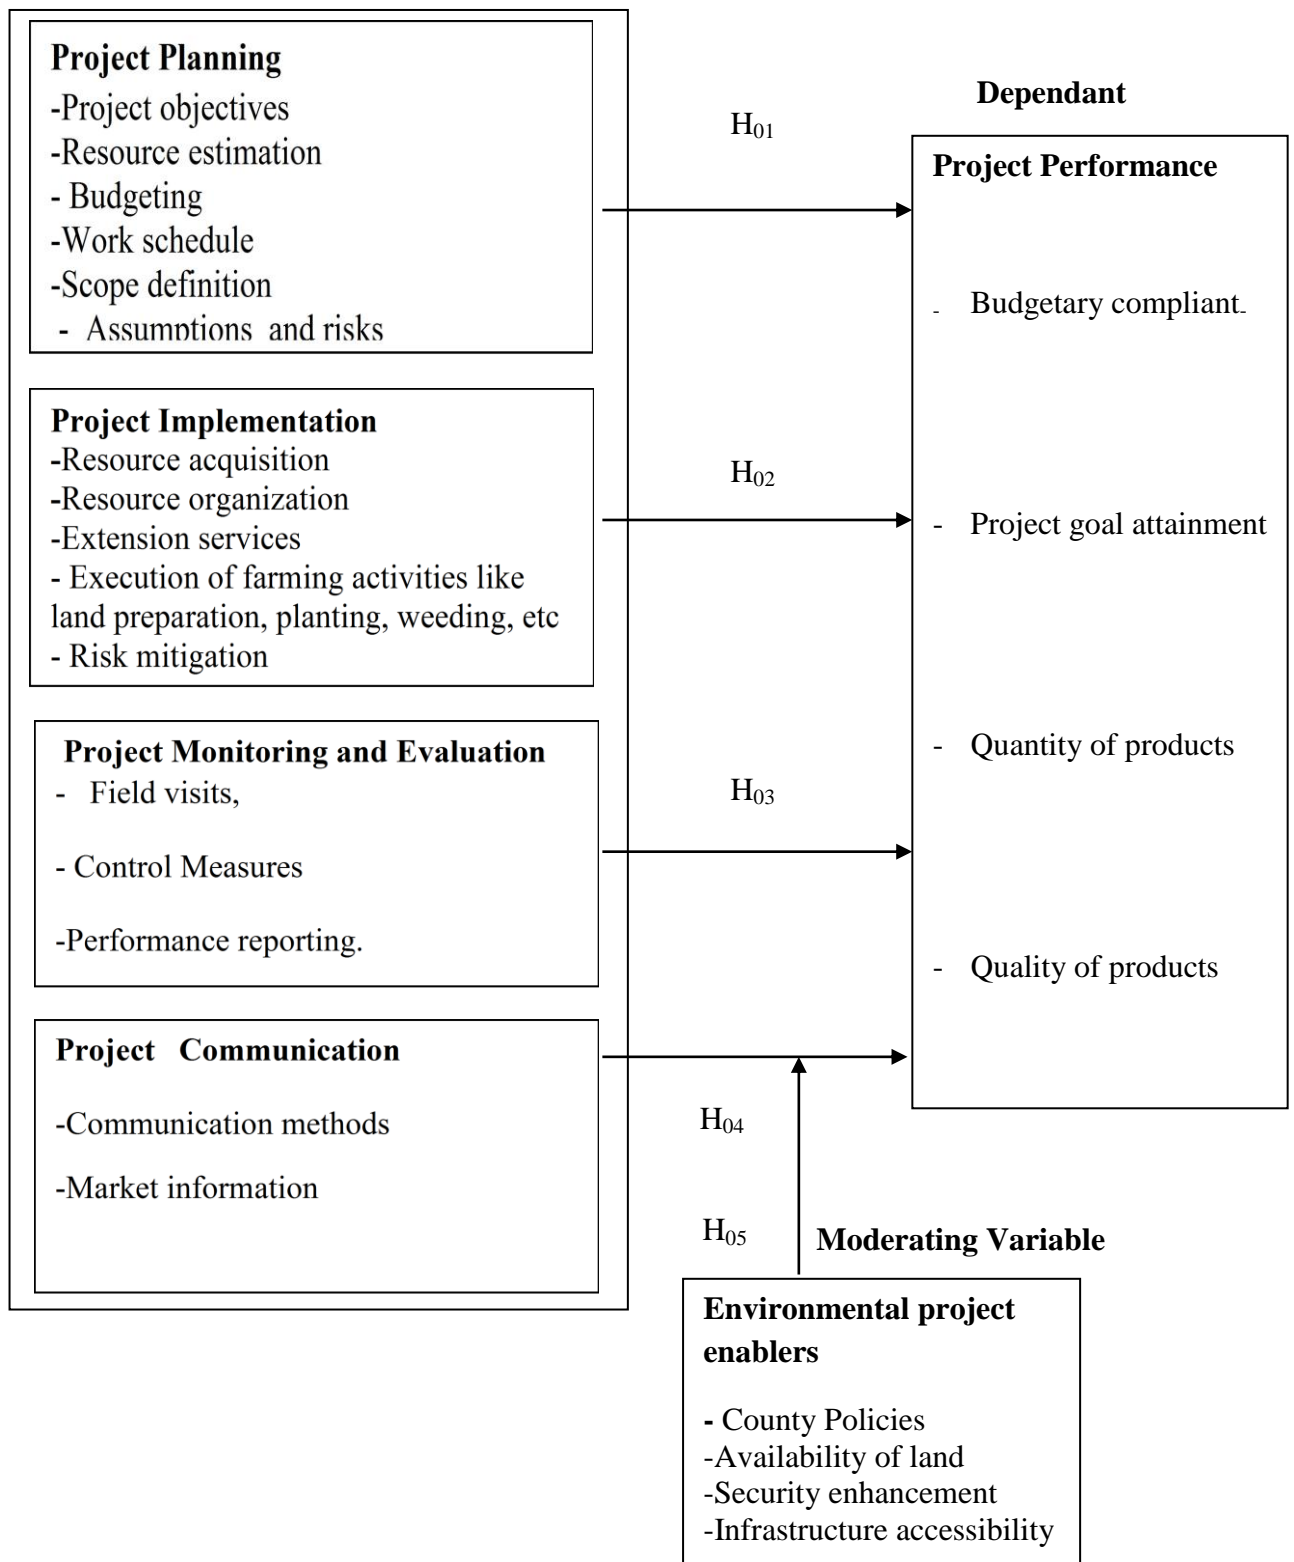 Project Planning
-Project objectives
-Resource estimation
- Budgeting
-Work schedule
-Scope definition
- Assumptions and risks
Project Implementation
-Resource acquisition
-Resource organization
-Extension services
- Execution of farming activities like
land preparation, planting, weeding, etc
- Risk mitigation
Project Monitoring and Evaluation
- Field visits,
- Control Measures
-Performance reporting.
Project Communication
-Communication methods
-Market information
H01
H02
H03
H04
H05
Dependant
Project Performance
- Budgetary compliant-
- Project goal attainment
- Quantity of products
- Quality of products
Moderating Variable
Environmental project
enablers
- County Policies
-Availability of land
-Security enhancement
-Infrastructure accessibility